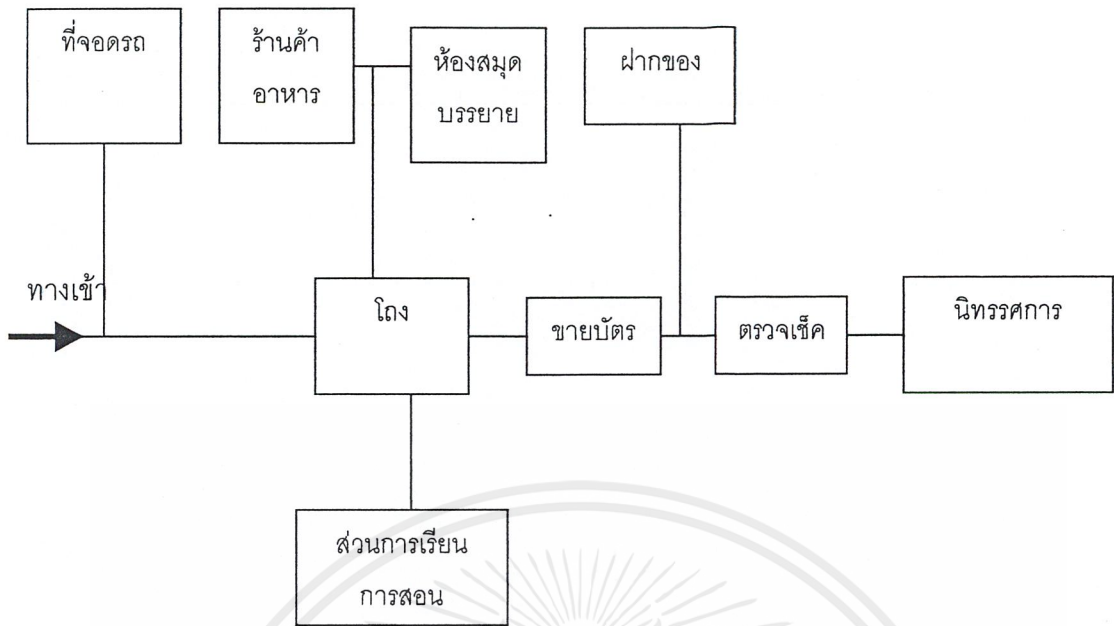 ที่จอดรถ
ร้านค้า
อาหาร
ห้องสมุด
บรรยาย
ฝากของ
ทางเข้า
โถง
ขายบัตร
ตรวจเช็ค
นิทรรศการ
ส่วนการเรียน
การสอน